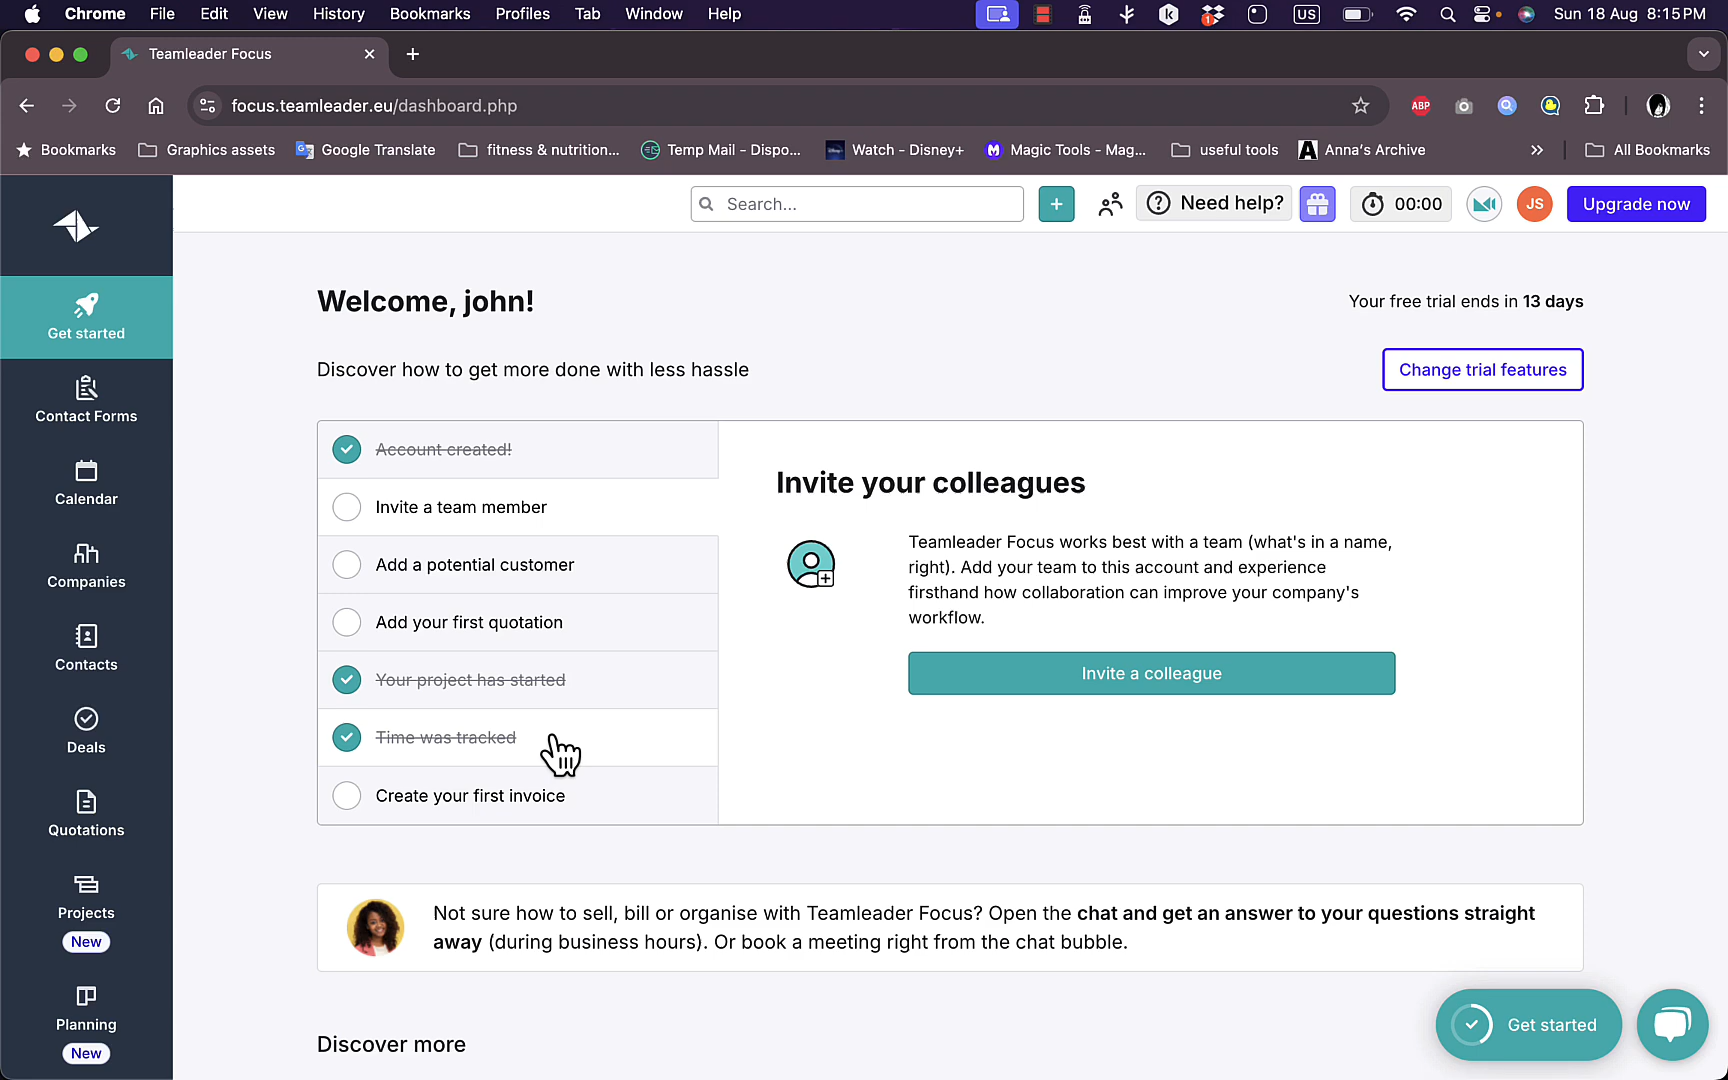 Chrome File Edit View History Bookmarks Profiles Tab Window Help US Sun 18 Aug 8:15 PM
Teamleader Focus
focus.teamleader.eu/dashboard.php ABP
Bookmarks Graphics assets Google Translate fitness & nutrition... Temp Mail - Dispo... Watch - Disney+ Magic Tools - Mag... useful tools Anna's Archive » All Bookmarks
Search... Need help? 00:00 JS Upgrade now
Get started
Contact Forms
Calendar
Companies
Contacts
Deals
Quotations
Projects
New
Planning
New
Welcome, john!
Your free trial ends in 13 days
Discover how to get more done with less hassle
Change trial features
Account created!
Invite a team member
Add a potential customer
Add your first quotation
Your project has started
Time was tracked
Create your first invoice
Invite your colleagues
Teamleader Focus works best with a team (what's in a name,
right). Add your team to this account and experience
firsthand how collaboration can improve your company's
workflow.
Invite a colleague
Not sure how to sell, bill or organise with Teamleader Focus? Open the chat and get an answer to your questions straight
away (during business hours). Or book a meeting right from the chat bubble.
Discover more
Get started